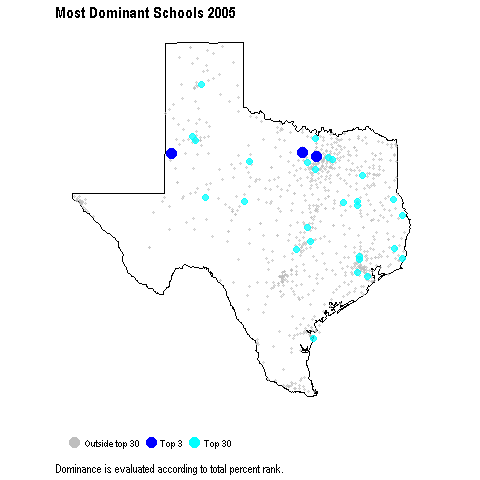 Most Dominant Schools 2005
Outside top 30 Top 3 Top 30
Dominance is evaluated according to total percent rank.